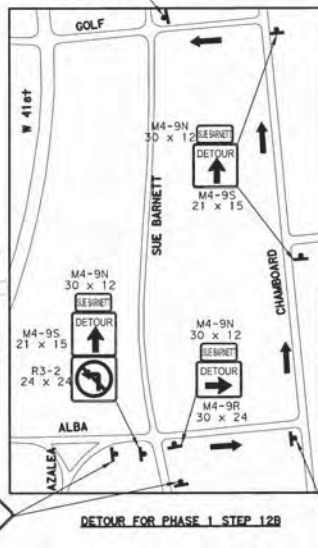 GOLF
W 41st
M4-9N
30 x 12
SUE BARNETT
DETOUR
M4-9S
21 x 15
SUE BARNETT
CHAMBOARD
M4-9N
30 x 12
SUE BARNETT
M4-9S
21 x 15
DETOUR
R3-2
24 x 24
M4-9N
30 x 12
SUE BARNETT
DETOUR
M4-9R
30 x 24
ALBA
AZALEA
DETOUR FOR PHASE 1 STEP 12B